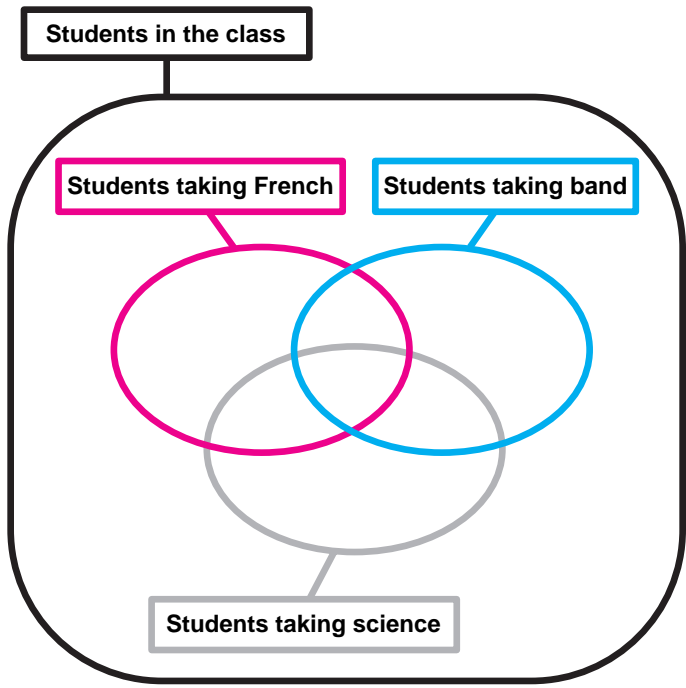 Students in the class
Students taking French
Students taking band
Students taking science